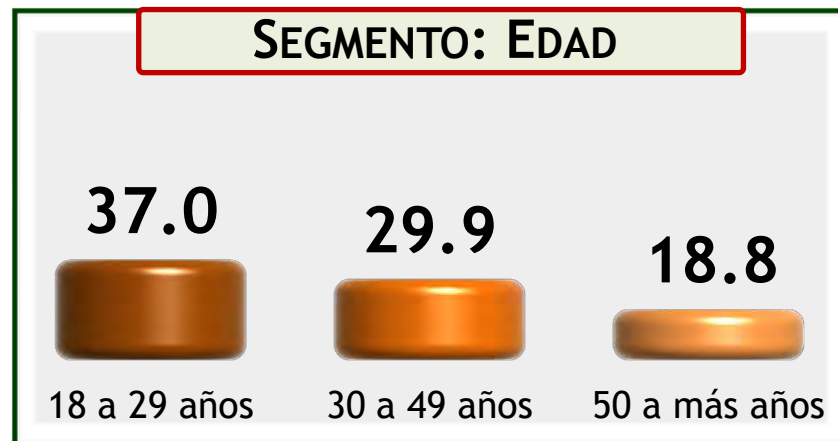 SEGMENTO: EDAD
37.0
29.9
18.8
18 a 29 años
30 a 49 años
50 a más años